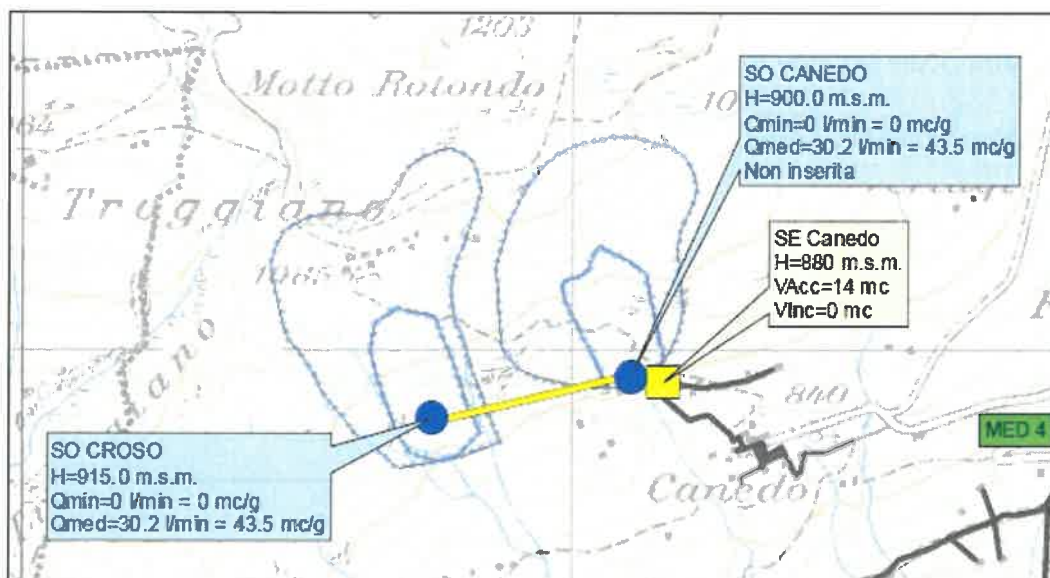 1203
Motto Rotondo
SO CANEDO
H=900.0 m.s.m.
Qmin=0 l/min = 0 mc/g
Qmed=30.2 l/min = 43.5 mc/g
Non inserita
10
064
Truggiano
1065
SE Canedo
H=880 m.s.m.
VAcc=14 mc
VInc=0 mc
840
MED 4
Canedo
SO CROSO
H=915.0 m.s.m.
Qmin=0 l/min = 0 mc/g
Qmed=30.2 l/min = 43.5 mc/g